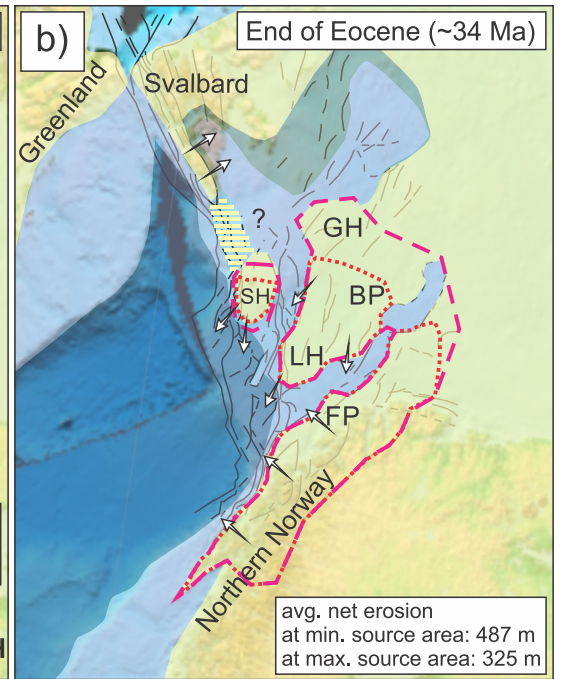 b)
End of Eocene (~34 Ma)
Greenland
Svalbard
?
GH
SH
BP
LH
FP
Northern Norway
avg. net erosion
at min. source area: 487 m
at max. source area: 325 m
H